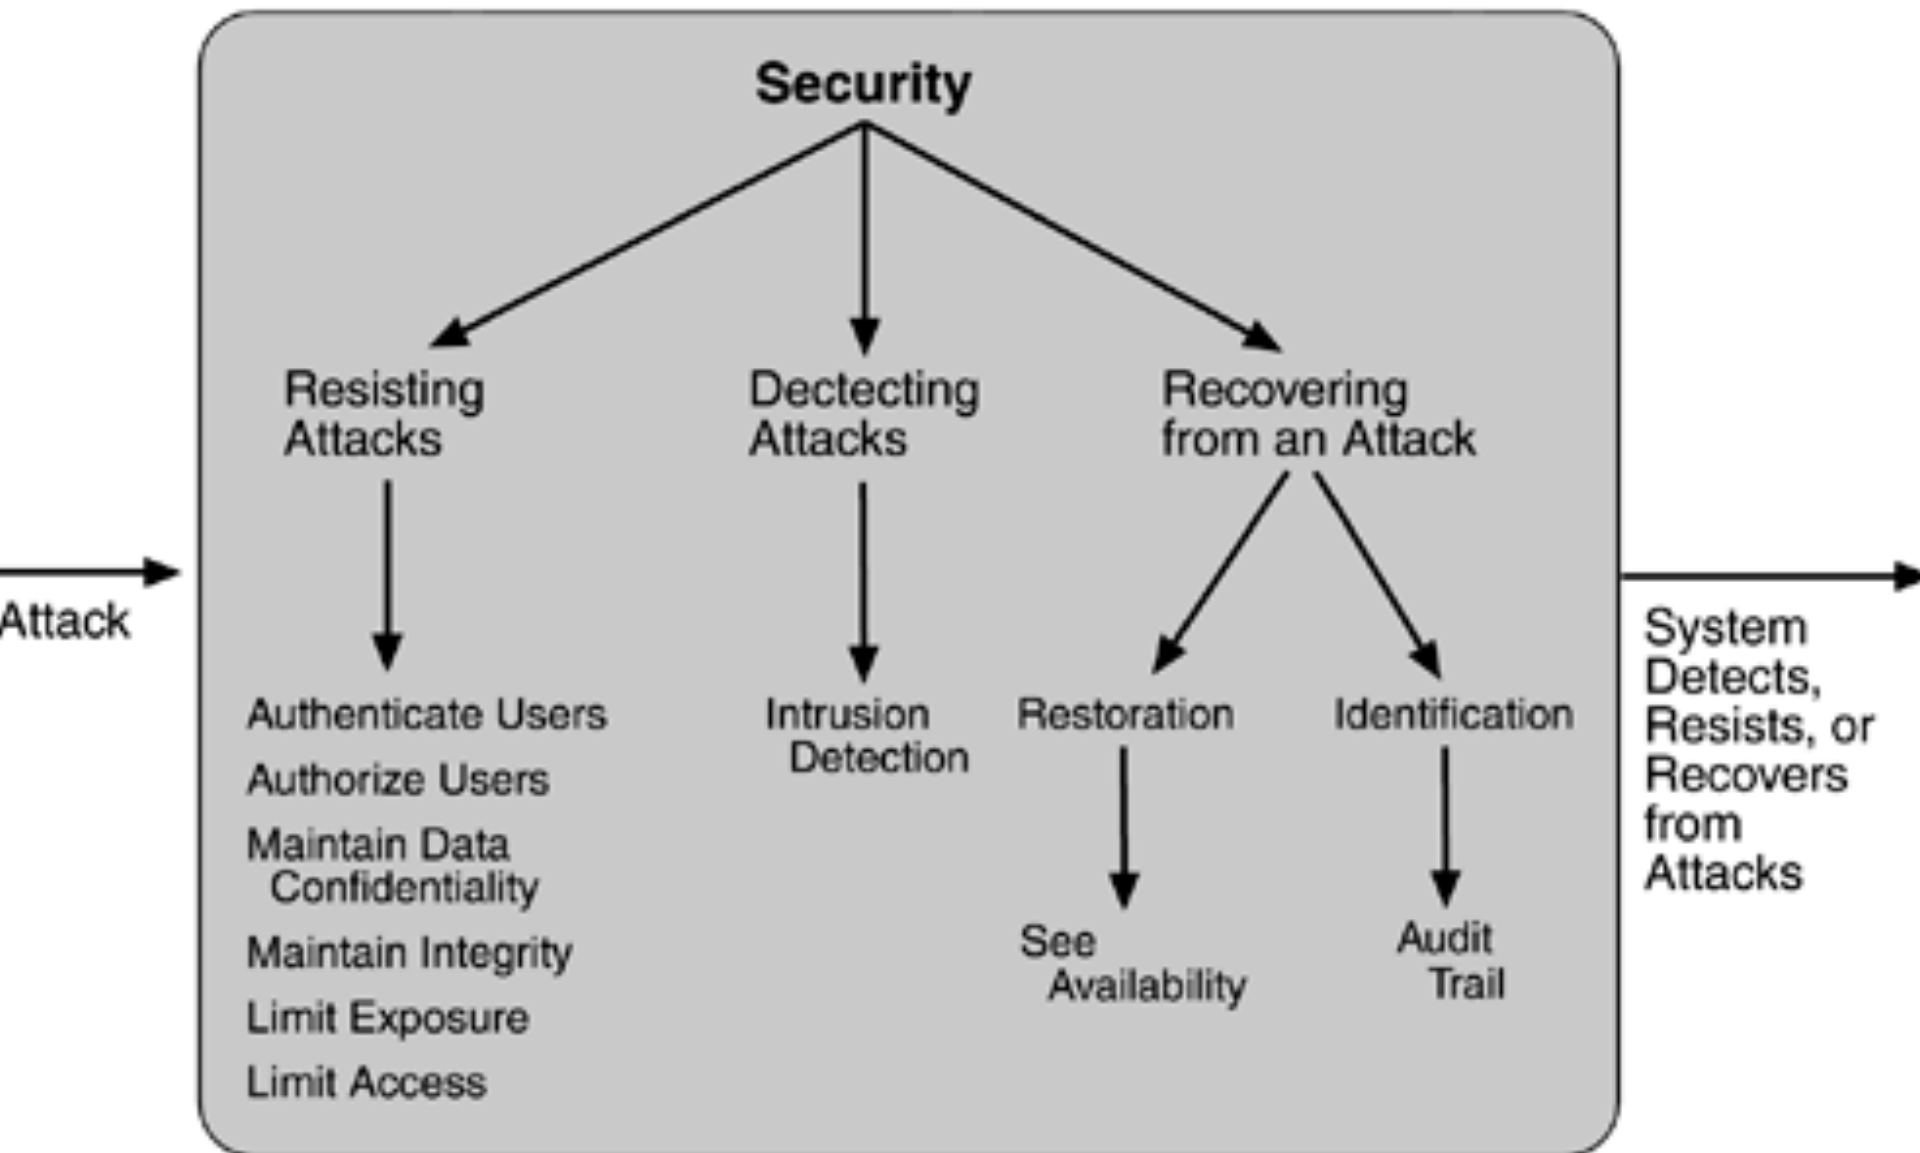 Security
Resisting
Attacks
Dectecting
Attacks
Recovering
from an Attack
Attack
Authenticate Users
Authorize Users
Maintain Data
Confidentiality
Maintain Integrity
Limit Exposure
Limit Access
Intrusion
Detection
Restoration
See
Availability
Identification
Audit
Trail
System
Detects,
Resists, or
Recovers
from
Attacks